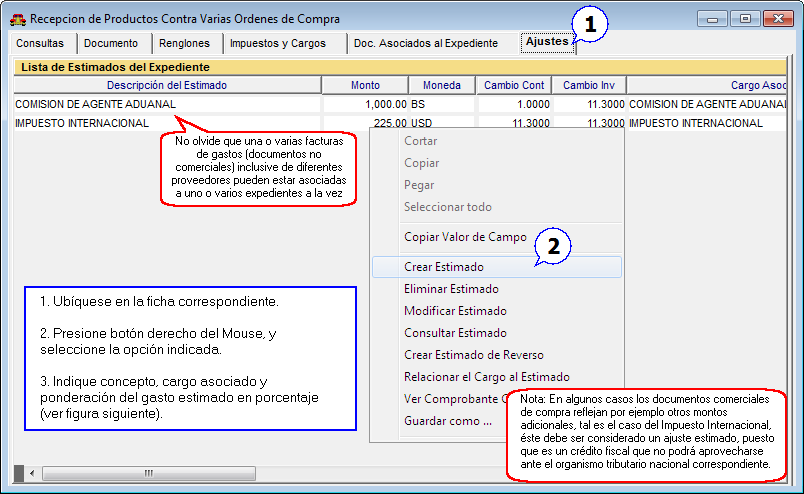 Recepcion de Productos Contra Varias Ordenes de Compra
1
Consultas Documento Renglones Impuestos y Cargos Doc. Asociados al Expediente Ajustes
Lista de Estimados del Expediente
Descripción del Estimado Monto Moneda Cambio Cont Cambio Inv Cargo Asoc
COMISION DE AGENTE ADUANAL 1,000.00 BS 1.0000 11.3000 COMISION DE AGENTE ADUANAL
IMPUESTO INTERNACIONAL 225.00 USD 11.3000 11.3000 IMPUESTO INTERNACIONAL
No olvide que una o varias facturas
de gastos (documentos no
comerciales) inclusive de diferentes
proveedores pueden estar asociadas
a uno o varios expedientes a la vez
Cortar
Copiar
Pegar
Seleccionar todo
Copiar Valor de Campo
2
Crear Estimado
Eliminar Estimado
Modificar Estimado
Consultar Estimado
Crear Estimado de Reverso
Relacionar el Cargo al Estimado
Ver Comprobante
Guardar como ...
1. Ubíquese en la ficha correspondiente.
2. Presione botón derecho del Mouse, y
seleccione la opción indicada.
3. Indique concepto, cargo asociado y
ponderación del gasto estimado en porcentaje
(ver figura siguiente).
Nota: En algunos casos los documentos comerciales
de compra reflejan por ejemplo otros montos
adicionales, tal es el caso del Impuesto Internacional,
éste debe ser considerado un ajuste estimado, puesto
que es un crédito fiscal que no podrá aprovecharse
ante el organismo tributario nacional correspondiente.